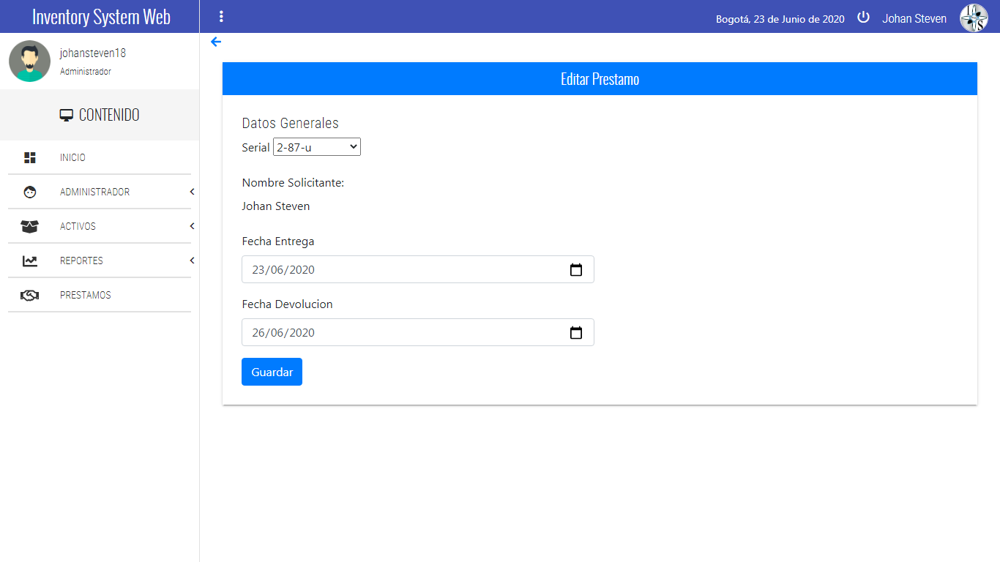 Inventory System Web
Bogotá, 23 de Junio de 2020
Johan Steven
johansteven18
Administrador
CONTENIDO
INICIO
ADMINISTRADOR
ACTIVOS
REPORTES
PRESTAMOS
Editar Prestamo
Datos Generales
Serial 2-87-u
Nombre Solicitante:
Johan Steven
Fecha Entrega
23/06/2020
Fecha Devolucion
26/06/2020
Guardar